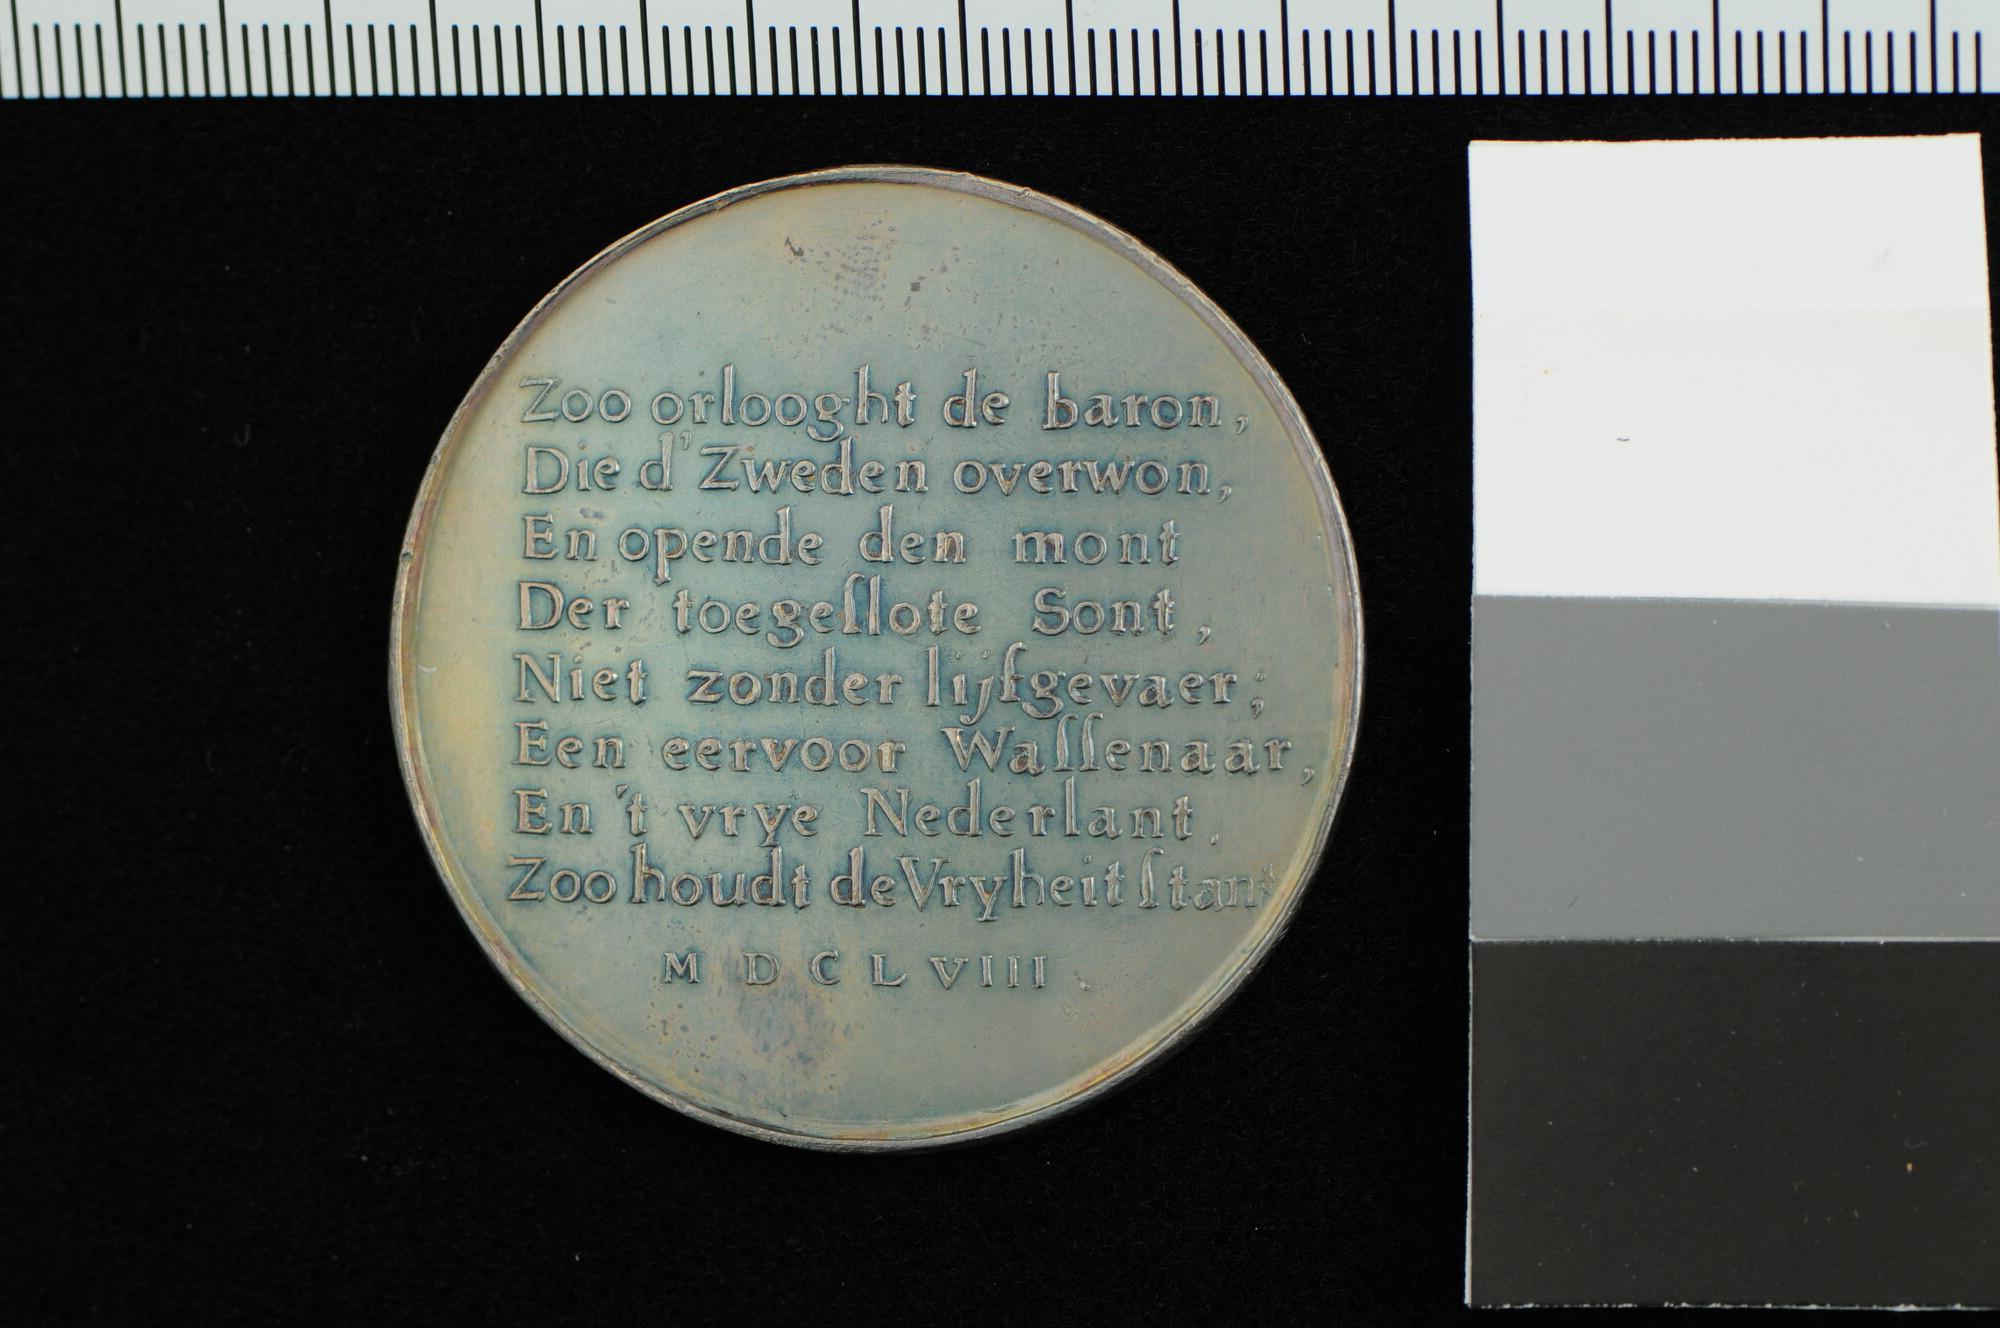 Zoo orlooght de baron,
Die d'Zweden overwon,
En opende den mont
Der toegeſlote Sont,
Niet zonder lijfgevaer;
Een eervoor Waſſenaar,
En 't vrye Nederlant.
Zoo houdt de Vryheit ſtant
MDCLVIII.